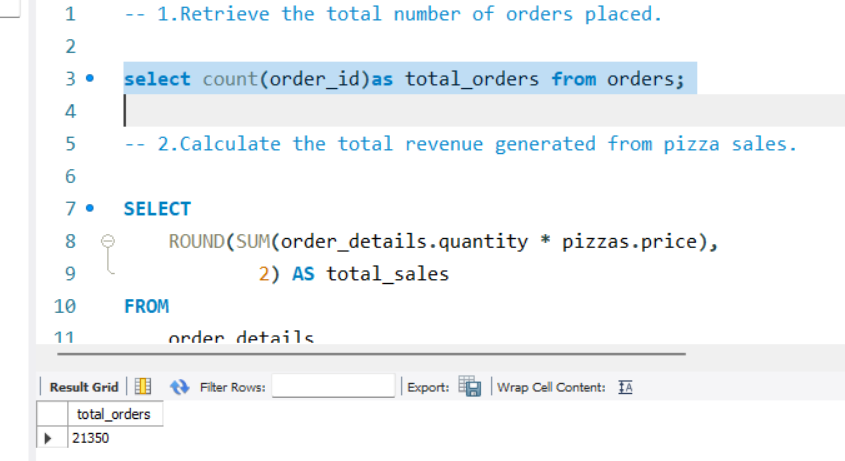 1 -- 1.Retrieve the total number of orders placed.
2
3 select count(order_id)as total_orders from orders;
4
5 -- 2.Calculate the total revenue generated from pizza sales.
6
7 SELECT
8 ROUND(SUM(order_details.quantity * pizzas.price),
9 2) AS total_sales
10 FROM
11 order_details
Result Grid Filter Rows: Export: Wrap Cell Content: IA
total_orders
21350